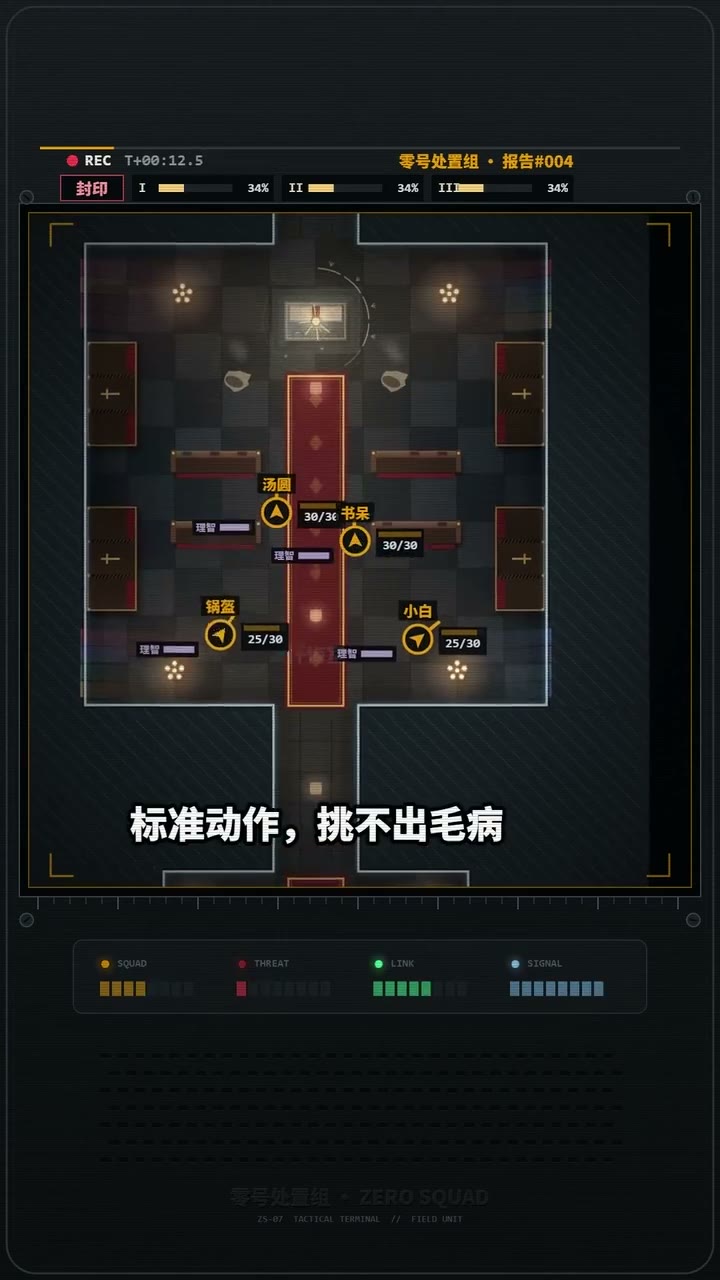 REC T+00:12.5 零号处置组 · 报告#004
封印 I 34% II 34% III 34%
汤圆
30/30 书呆
理智
30/30
理智
锅盔 小白
25/30 25/30
理智 理智
标准动作，挑不出毛病
SQUAD THREAT LINK SIGNAL
零号处置组 · ZERO SQUAD
ZS-07 TACTICAL TERMINAL // FIELD UNIT